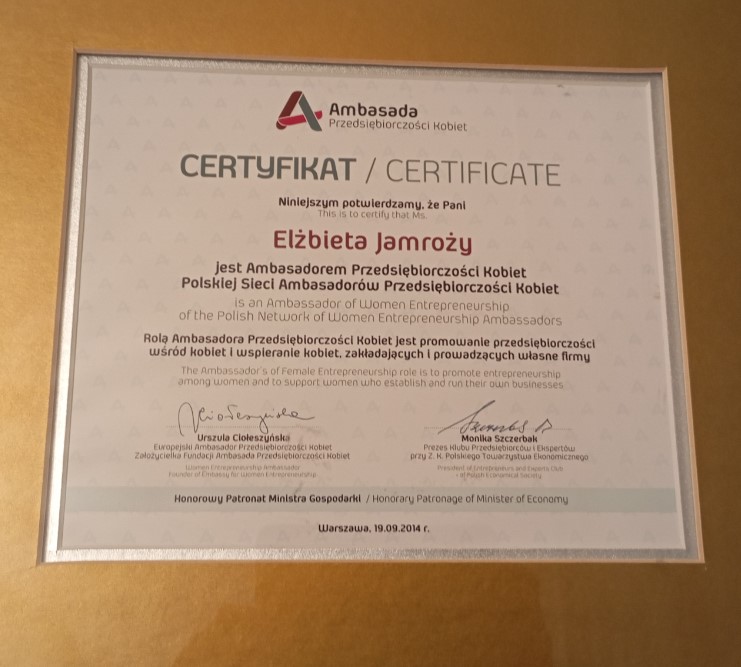 Ambasada
Przedsiębiorczości Kobiet
CERTYFIKAT / CERTIFICATE
Niniejszym potwierdzamy, że Pani
This is to certify that Ms.
Elżbieta Jamroży
jest Ambasadorem Przedsiębiorczości Kobiet
Polskiej Sieci Ambasadorów Przedsiębiorczości Kobiet
is an Ambassador of Women Entrepreneurship
of the Polish Network of Women Entrepreneurship Ambassadors
Rolą Ambasadora Przedsiębiorczości Kobiet jest promowanie przedsiębiorczości
wśród kobiet i wspieranie kobiet, zakładających i prowadzących własne firmy
The Ambassador's of Female Entrepreneurship role is to promote entrepreneurship
among women and to support women who establish and run their own businesses
Urszula Ciołeszyńska
Europejski Ambasador Przedsiębiorczości Kobiet
Założycielka Fundacji Ambasada Przedsiębiorczości Kobiet
Women Entrepreneurship Ambassador
Founder of Embassy for Women Entrepreneurship
Monika Szczerbak
Prezes Klubu Przedsiębiorców i Ekspertów
przy Z. K. Polskiego Towarzystwa Ekonomicznego
President of Entrepreneurs and Experts Club
of Polish Economical Society
Honorowy Patronat Ministra Gospodarki / Honorary Patronage of Minister of Economy
Warszawa, 19.09.2014 r.